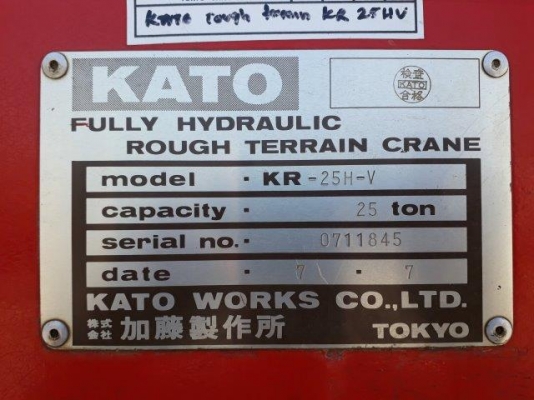 KATO rough terrain KR 25HV
KATO
検査
KATO
合格
FULLY HYDRAULIC
ROUGH TERRAIN CRANE
model · KR-25H-V
capacity · 25 ton
serial no. · 0711845
date · 7 · 7
KATO WORKS CO.,LTD.
株式会社 加藤製作所 TOKYO